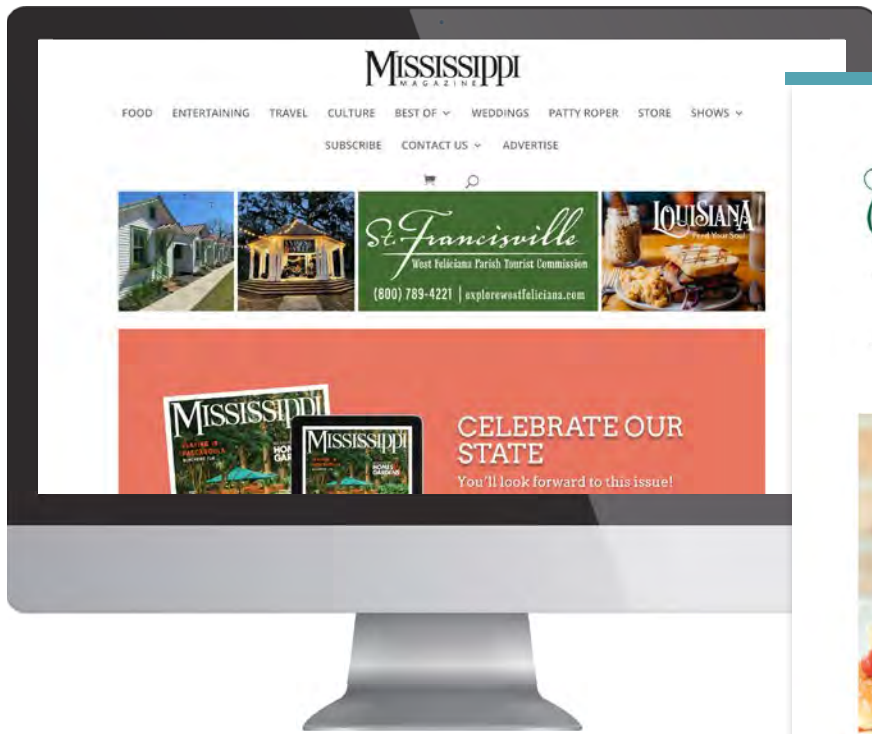 MISSISSIPPI
MAGAZINE
FOOD ENTERTAINING TRAVEL CULTURE BEST OF WEDDINGS PATTY ROPER STORE SHOWS
SUBSCRIBE CONTACT US ADVERTISE
St. Francisville
West Feliciana Parish Tourist Commission
(800) 789-4221 | explorewestfeliciana.com
LOUISIANA
Feed Your Soul
MISSISSIPPI
MISSISSIPPI
CELEBRATE OUR
STATE
You'll look forward to this issue!